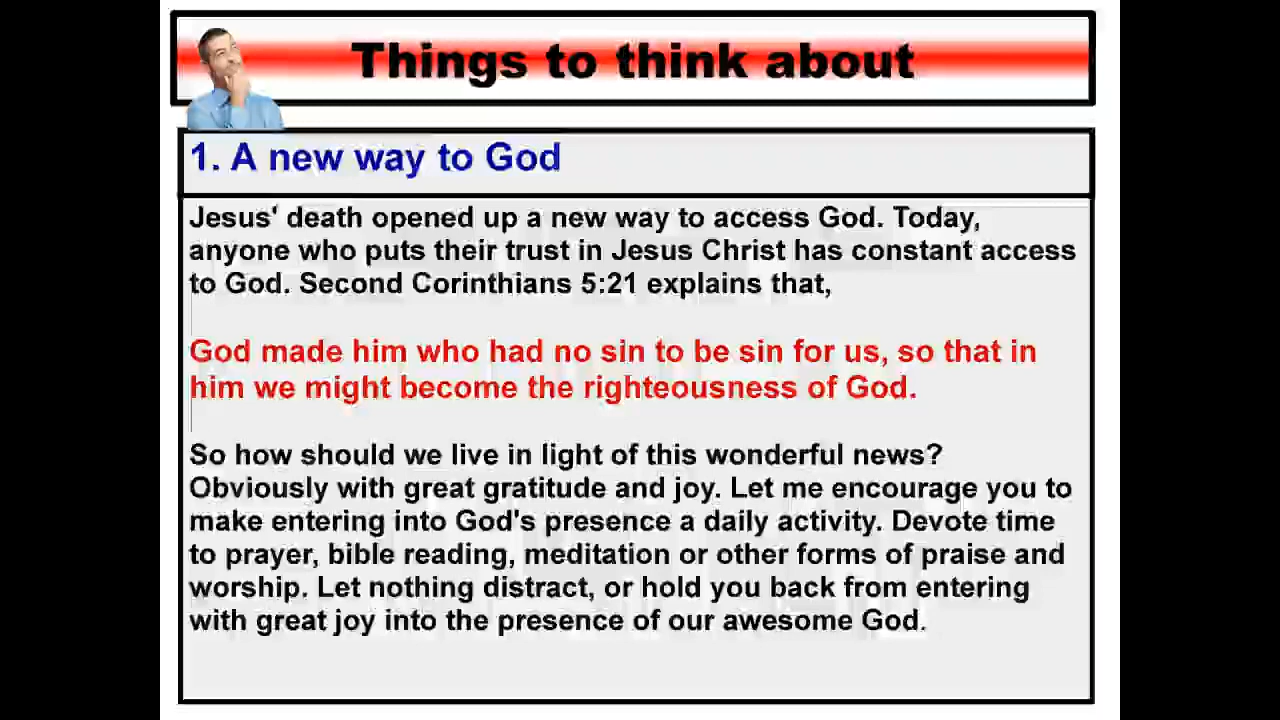 Things to think about
1. A new way to God
Jesus' death opened up a new way to access God. Today,
anyone who puts their trust in Jesus Christ has constant access
to God. Second Corinthians 5:21 explains that,
God made him who had no sin to be sin for us, so that in
him we might become the righteousness of God.
So how should we live in light of this wonderful news?
Obviously with great gratitude and joy. Let me encourage you to
make entering into God's presence a daily activity. Devote time
to prayer, bible reading, meditation or other forms of praise and
worship. Let nothing distract, or hold you back from entering
with great joy into the presence of our awesome God.